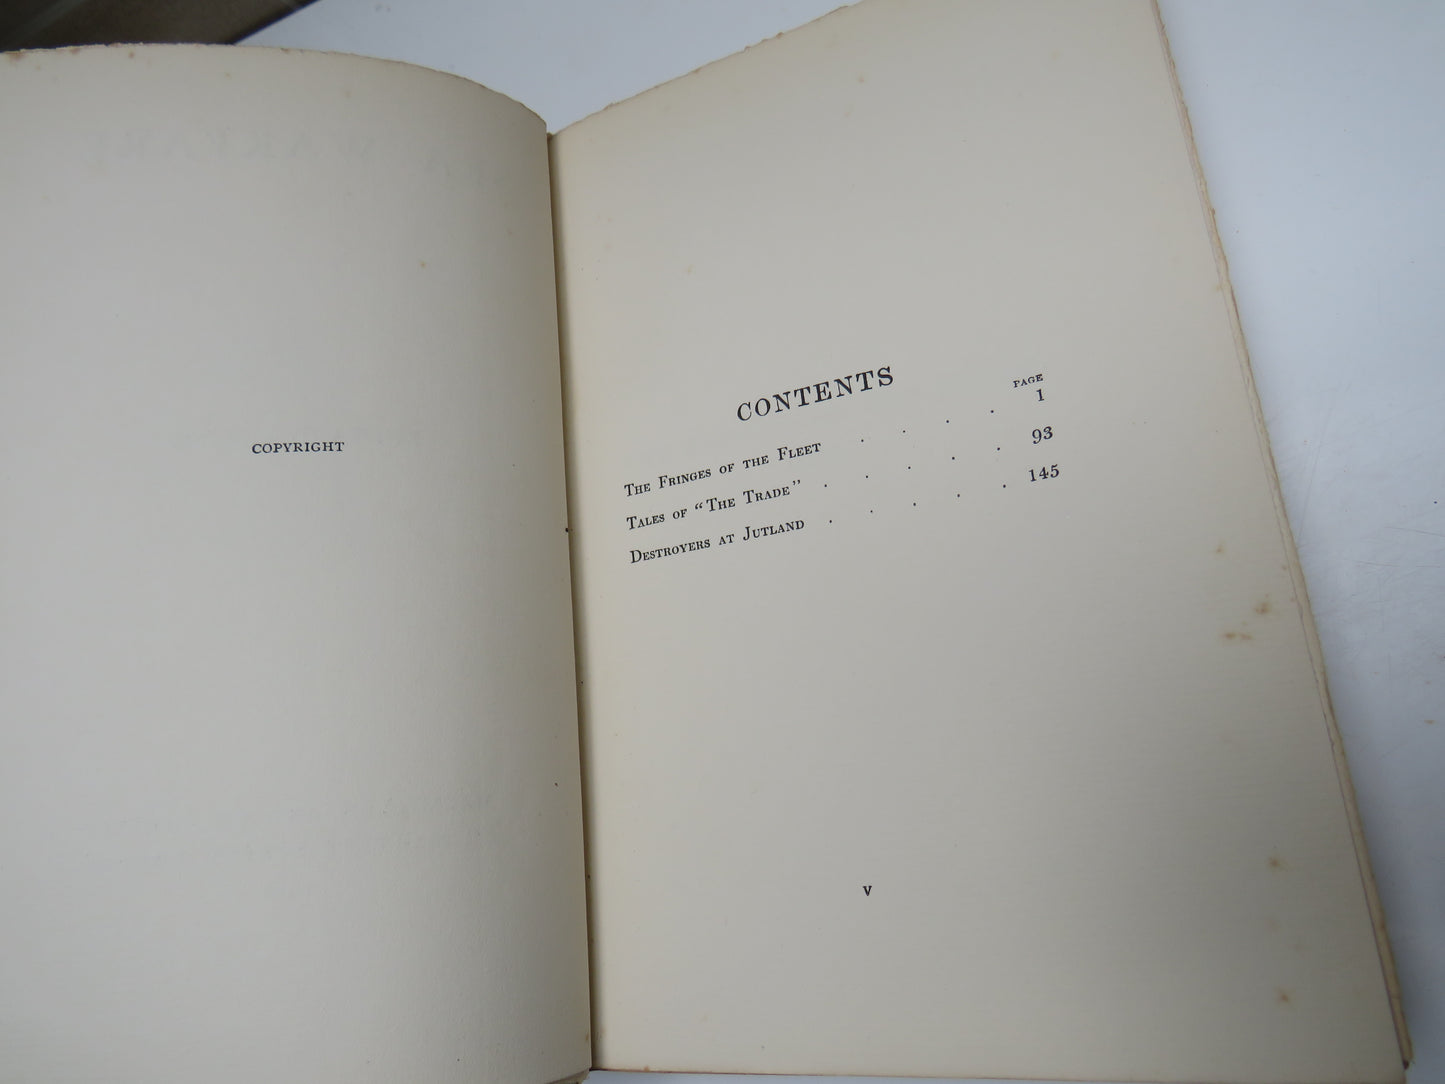 COPYRIGHT
CONTENTS
PAGE
The Fringes of the Fleet . . . . 1
Tales of "The Trade" . . . . . 93
Destroyers at Jutland . . . . . 145
v